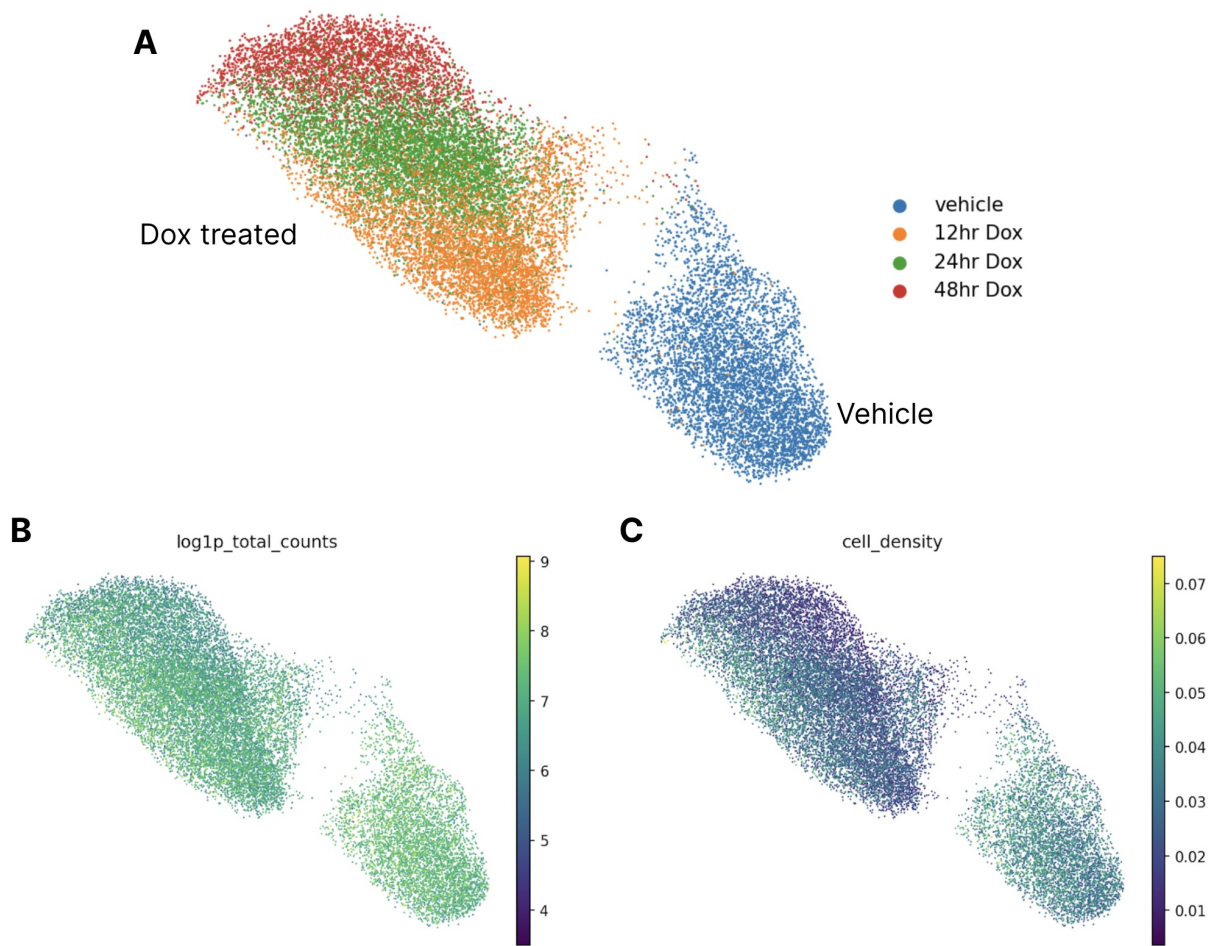 A
Dox treated
vehicle
12hr Dox
24hr Dox
48hr Dox
Vehicle
B
log1p_total_counts
9
8
7
6
5
4
C
cell_density
0.07
0.06
0.05
0.04
0.03
0.02
0.01